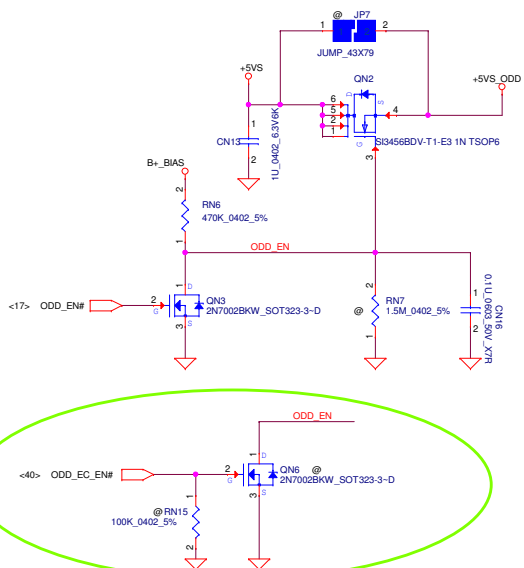 @ JP7
1 2
JUMP_43X79
+5VS
QN2
+5VS_ODD
D S
6
5
2
1
4
G
3
SI3456BDV-T1-E3 1N TSOP6
CN13
1
2
1U_0402_6.3V6K
B+_BIAS
2
RN6
470K_0402_5%
1
ODD_EN
<17> ODD_EN#
2
G
1
D
QN3
2N7002BKW_SOT323-3~D
S
3
@
2
RN7
1.5M_0402_5%
1
1
2
CN16
0.1U_0603_50V_X7R
ODD_EN
<40> ODD_EC_EN#
2
G
1
D
QN6 @
2N7002BKW_SOT323-3~D
S
3
1
@ RN15
100K_0402_5%
2